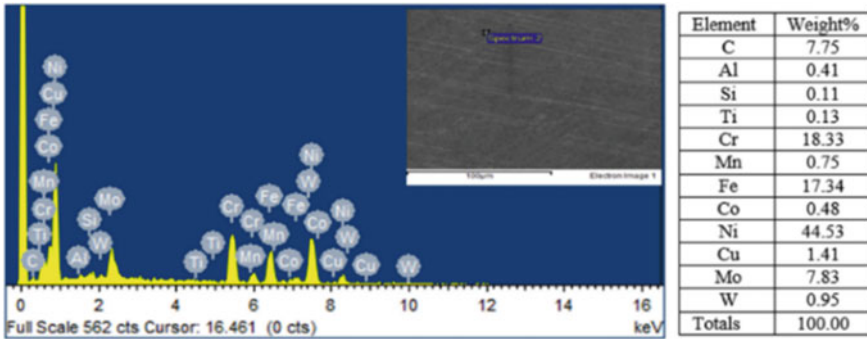 Ni
Cu
Fe
Co
Mn
Cr
Ti
C
Al
Si
W
Mo
Ti
Ti
Cr
Cr
Mn
Fe
Mn
Fe
Co
Ni
W
Co
Ni
W
Cu
Cu
W
Spectrum 2
100µm Electron Image 1
0 2 4 6 8 10 12 14 16
Full Scale 562 cts Cursor: 16.461 (0 cts) keV
Element Weight%
C 7.75
Al 0.41
Si 0.11
Ti 0.13
Cr 18.33
Mn 0.75
Fe 17.34
Co 0.48
Ni 44.53
Cu 1.41
Mo 7.83
W 0.95
Totals 100.00